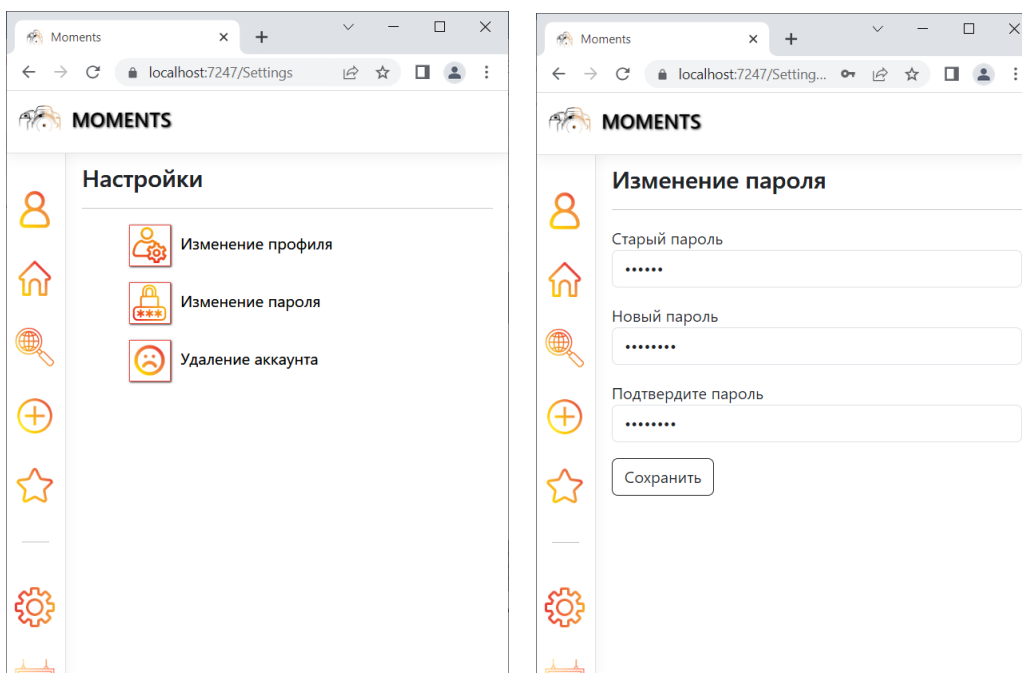 Moments
localhost:7247/Settings
MOMENTS
Настройки
Изменение профиля
***
Изменение пароля
Удаление аккаунта
Moments
localhost:7247/Setting...
MOMENTS
Изменение пароля
Старый пароль
••••••
Новый пароль
••••••••
Подтвердите пароль
••••••••
Сохранить